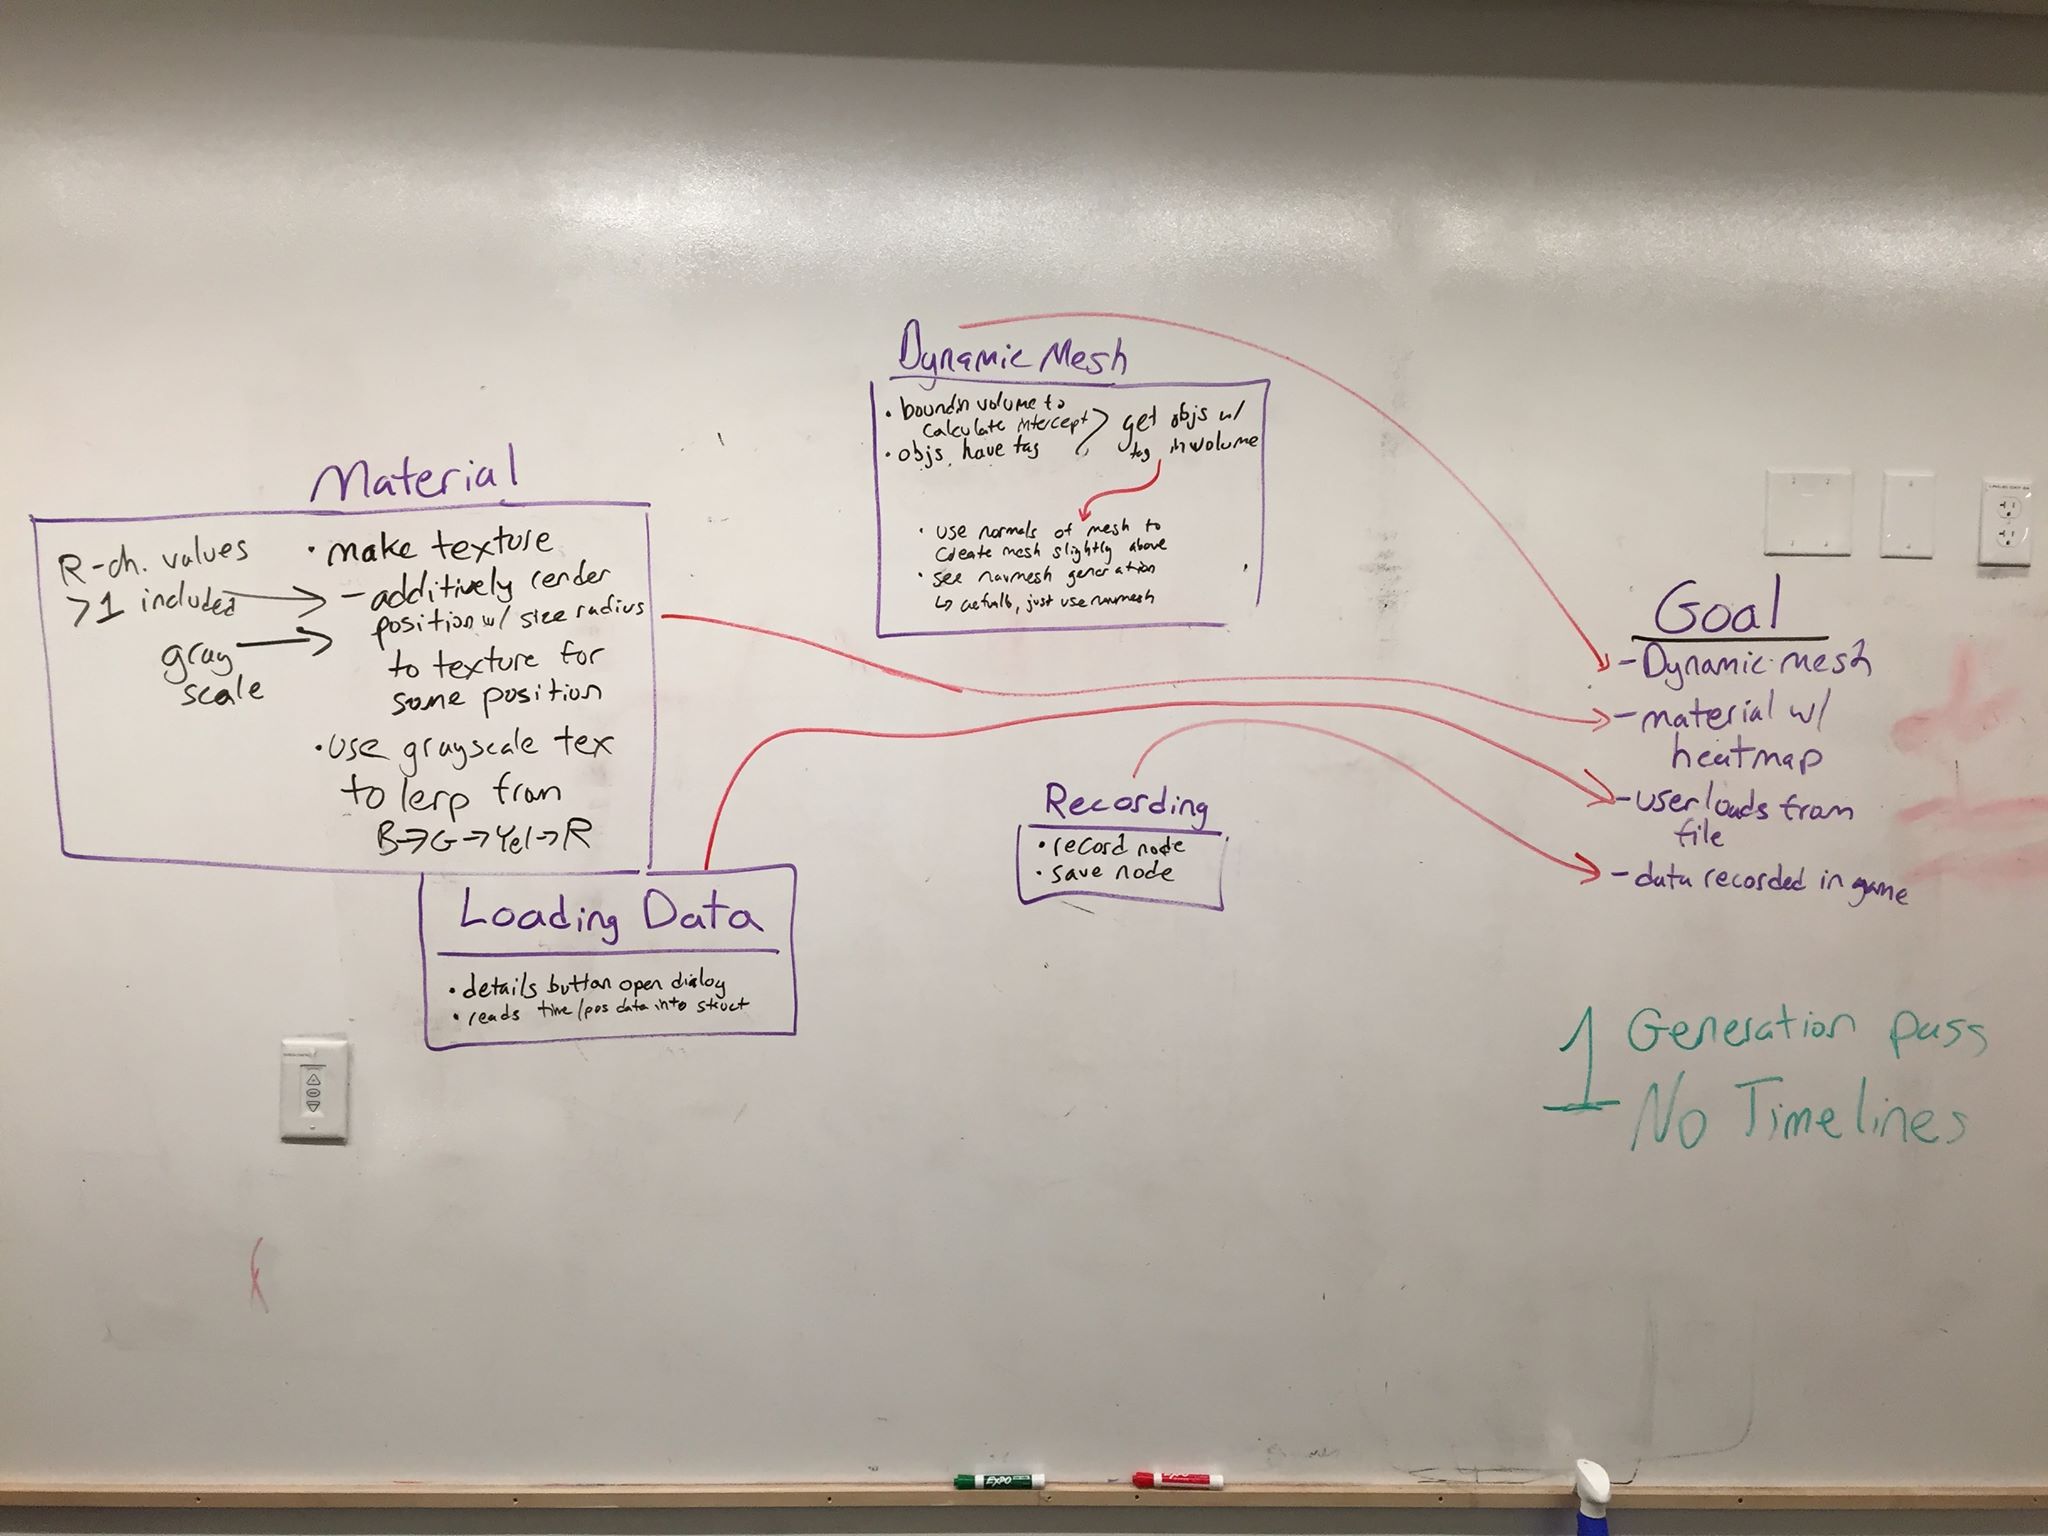 Dynamic Mesh
• boundin volume to
calculate intercept
• objs have tag
get objs w/
tag in volume
• use normals of mesh to
create mesh slightly above
• see navmesh generation
↳ actually, just use navmesh
Material
R-ch. values
>1 included
gray
scale
• make texture
- additively render
position w/ size radius
to texture for
some position
• use grayscale tex
to lerp from
B→G→Yel→R
Loading Data
• details button open dialog
• reads time/pos data into struct
Recording
• record node
• save node
Goal
- Dynamic mesh
- material w/
heatmap
- user loads from
file
- data recorded in game
1 Generation pass
No Timelines
EXPO
EXPO